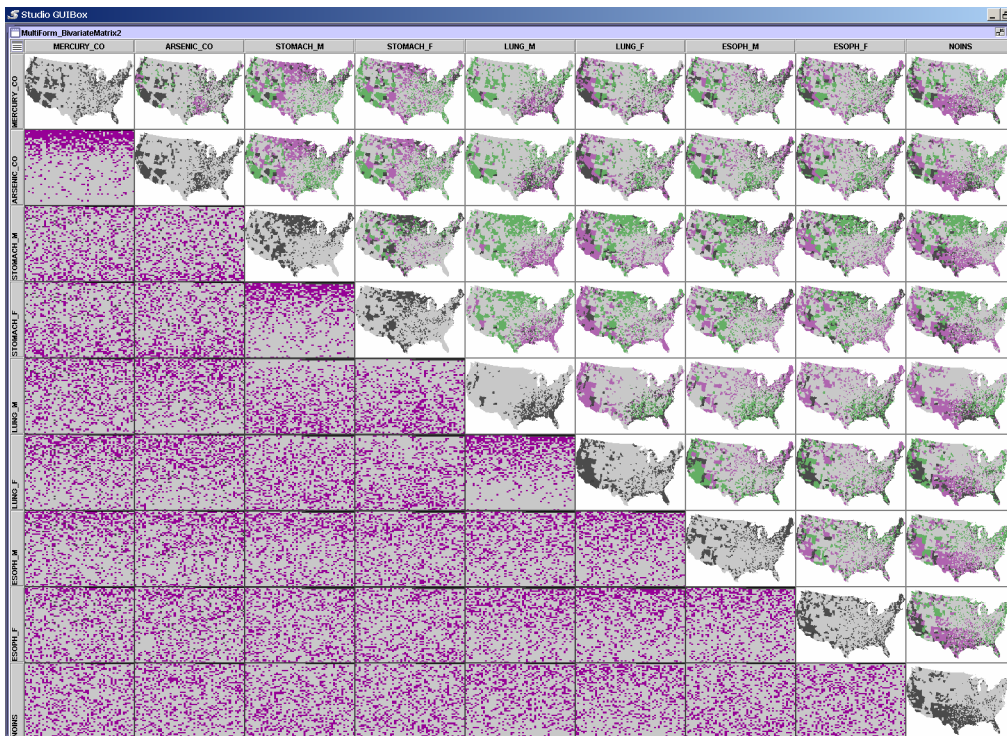 Studio GUIBox
MultiForm_BivariateMatrix2
MERCURY_CO ARSENIC_CO STOMACH_M STOMACH_F LUNG_M LUNG_F ESOPH_M ESOPH_F NOINS
MERCURY_CO
ARSENIC_CO
STOMACH_M
STOMACH_F
LUNG_M
LUNG_F
ESOPH_M
ESOPH_F
NOINS